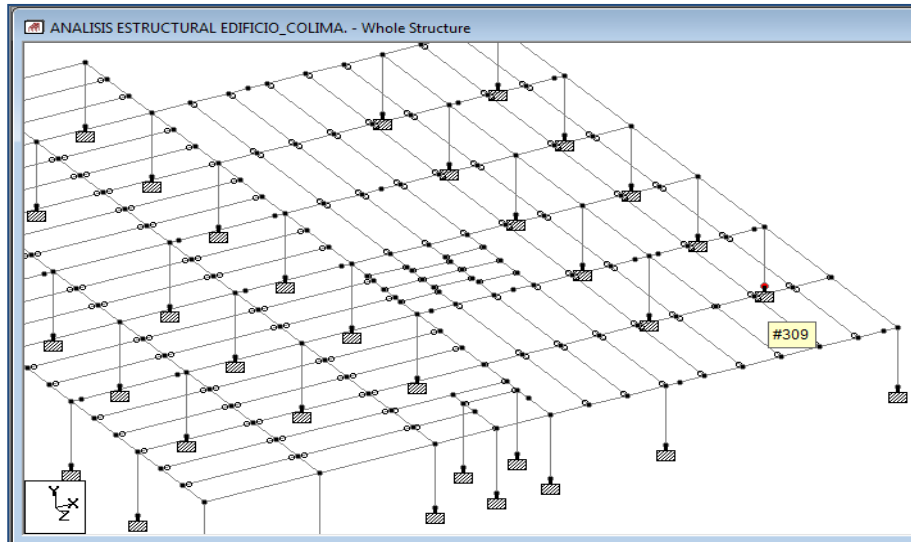 ANALISIS ESTRUCTURAL EDIFICIO_COLIMA. - Whole Structure
#309
Y
X
Z